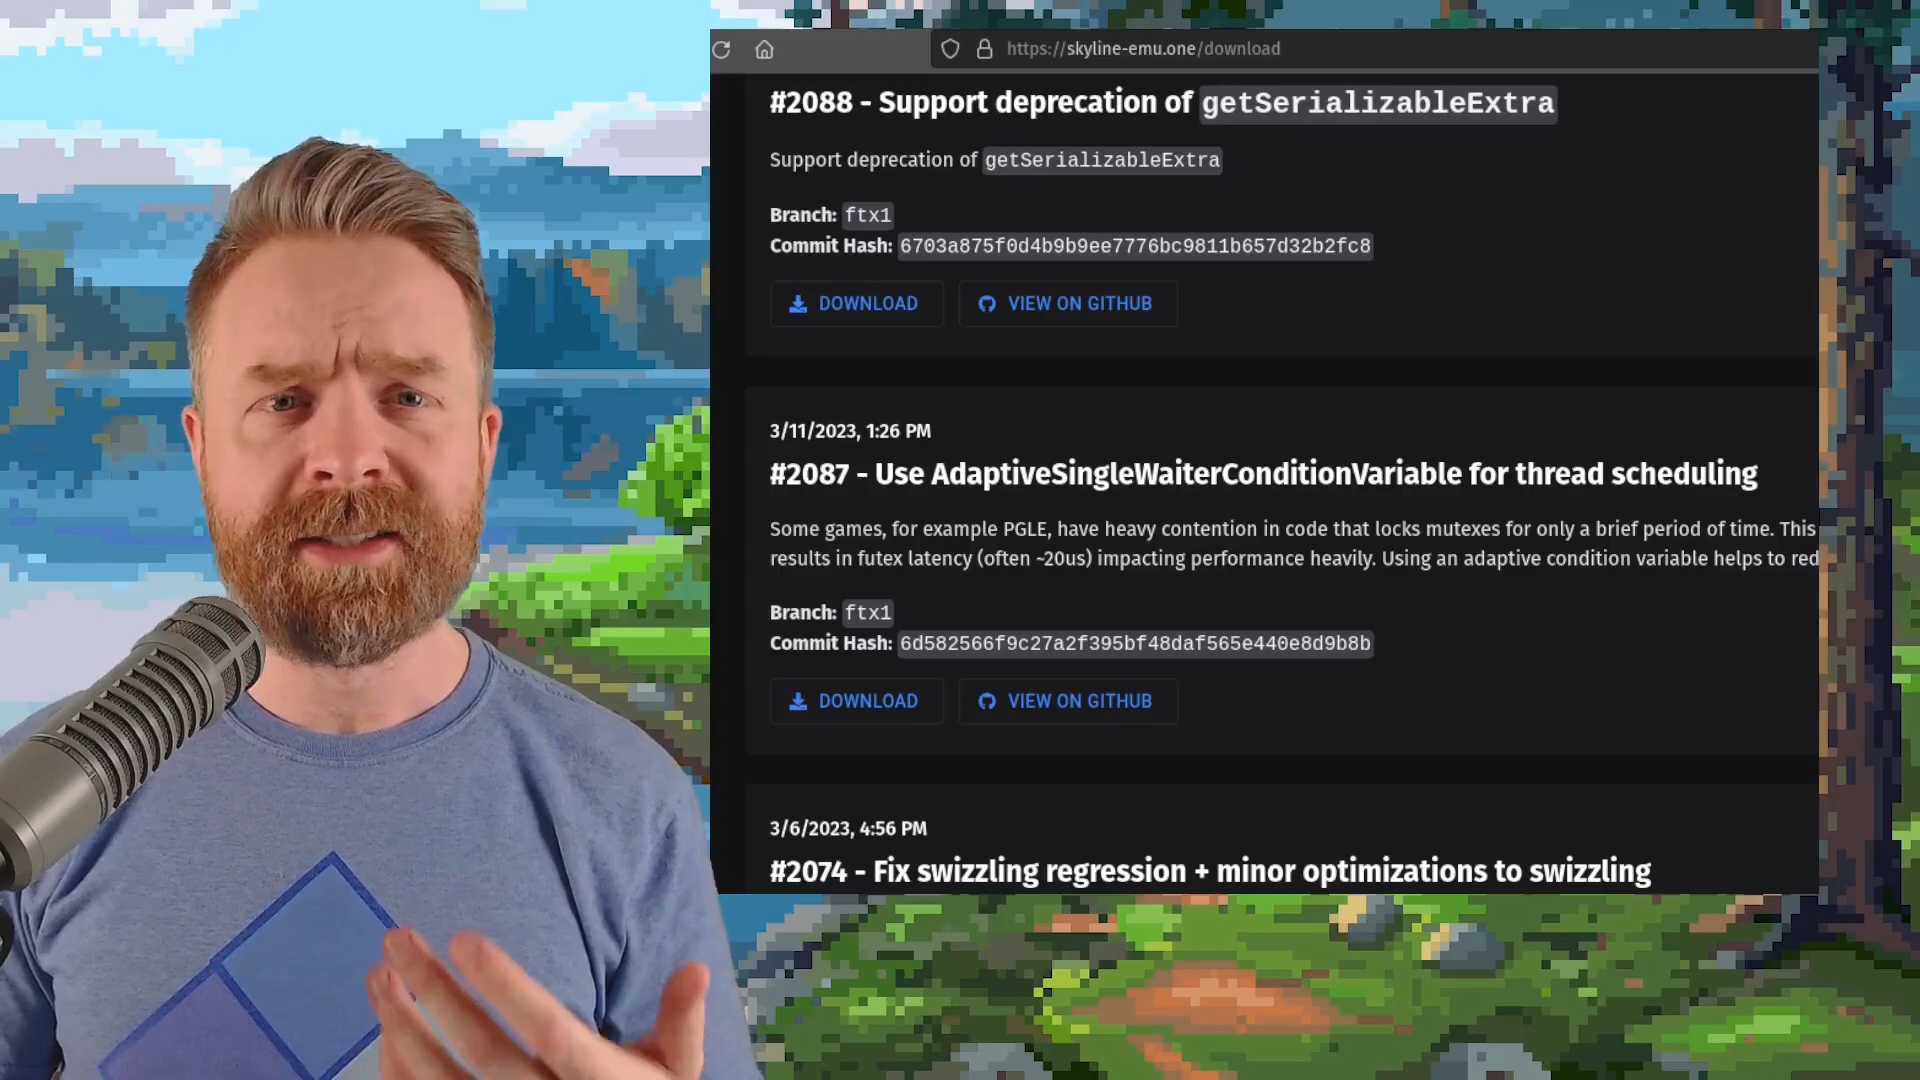 https://skyline-emu.one/download
#2088 - Support deprecation of getSerializableExtra
Support deprecation of getSerializableExtra
Branch: ftx1
Commit Hash: 6703a875f0d4b9b9ee7776bc9811b657d32b2fc8
DOWNLOAD VIEW ON GITHUB
3/11/2023, 1:26 PM
#2087 - Use AdaptiveSingleWaiterConditionVariable for thread scheduling
Some games, for example PGLE, have heavy contention in code that locks mutexes for only a brief period of time. This
results in futex latency (often ~20us) impacting performance heavily. Using an adaptive condition variable helps to red
Branch: ftx1
Commit Hash: 6d582566f9c27a2f395bf48daf565e440e8d9b8b
DOWNLOAD VIEW ON GITHUB
3/6/2023, 4:56 PM
#2074 - Fix swizzling regression + minor optimizations to swizzling